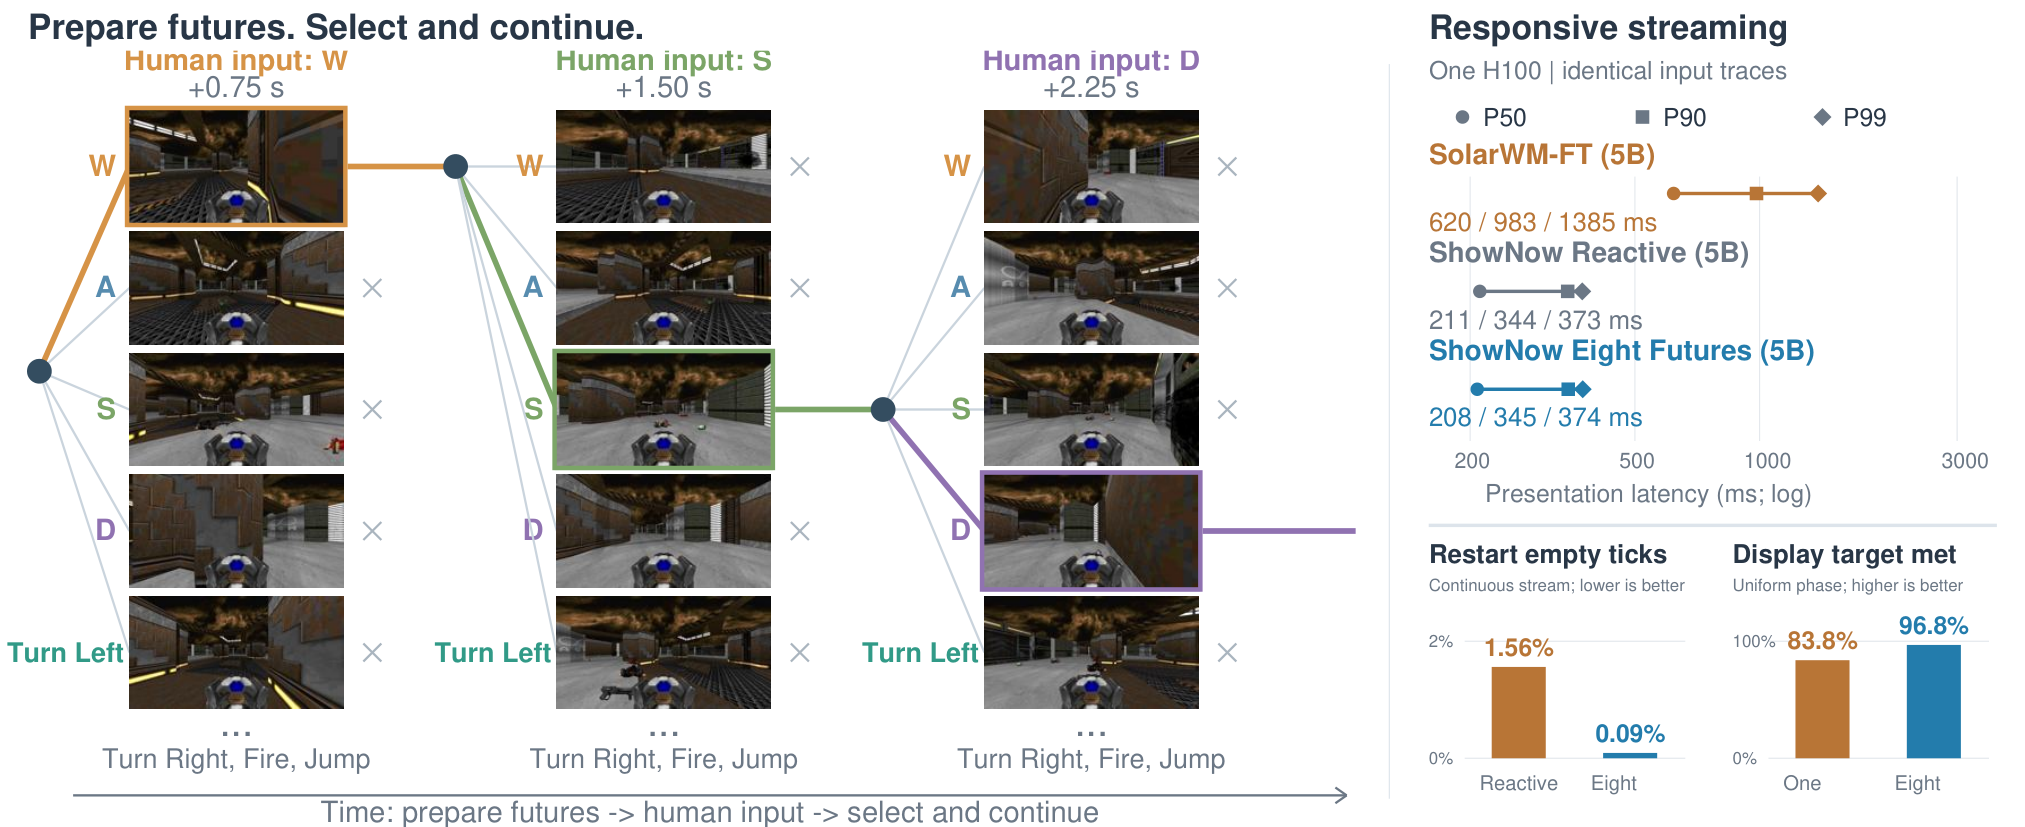 Prepare futures. Select and continue.
Human input: W
+0.75 s
W
A
S
D
Turn Left
...
Turn Right, Fire, Jump
Human input: S
+1.50 s
W
A
S
D
Turn Left
...
Turn Right, Fire, Jump
Human input: D
+2.25 s
W
A
S
D
Turn Left
...
Turn Right, Fire, Jump
Time: prepare futures -> human input -> select and continue
Responsive streaming
One H100 | identical input traces
P50 P90 P99
SolarWM-FT (5B)
620 / 983 / 1385 ms
ShowNow Reactive (5B)
211 / 344 / 373 ms
ShowNow Eight Futures (5B)
208 / 345 / 374 ms
200 500 1000 3000
Presentation latency (ms; log)
Restart empty ticks
Continuous stream; lower is better
2%
1.56%
0.09%
0%
Reactive Eight
Display target met
Uniform phase; higher is better
100%
83.8%
96.8%
0%
One Eight